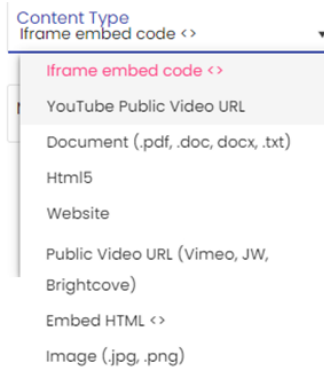 Content Type
Iframe embed code <>
Iframe embed code <>
YouTube Public Video URL
Document (.pdf, .doc, docx, .txt)
Html5
Website
Public Video URL (Vimeo, JW,
Brightcove)
Embed HTML <>
Image (.jpg, .png)